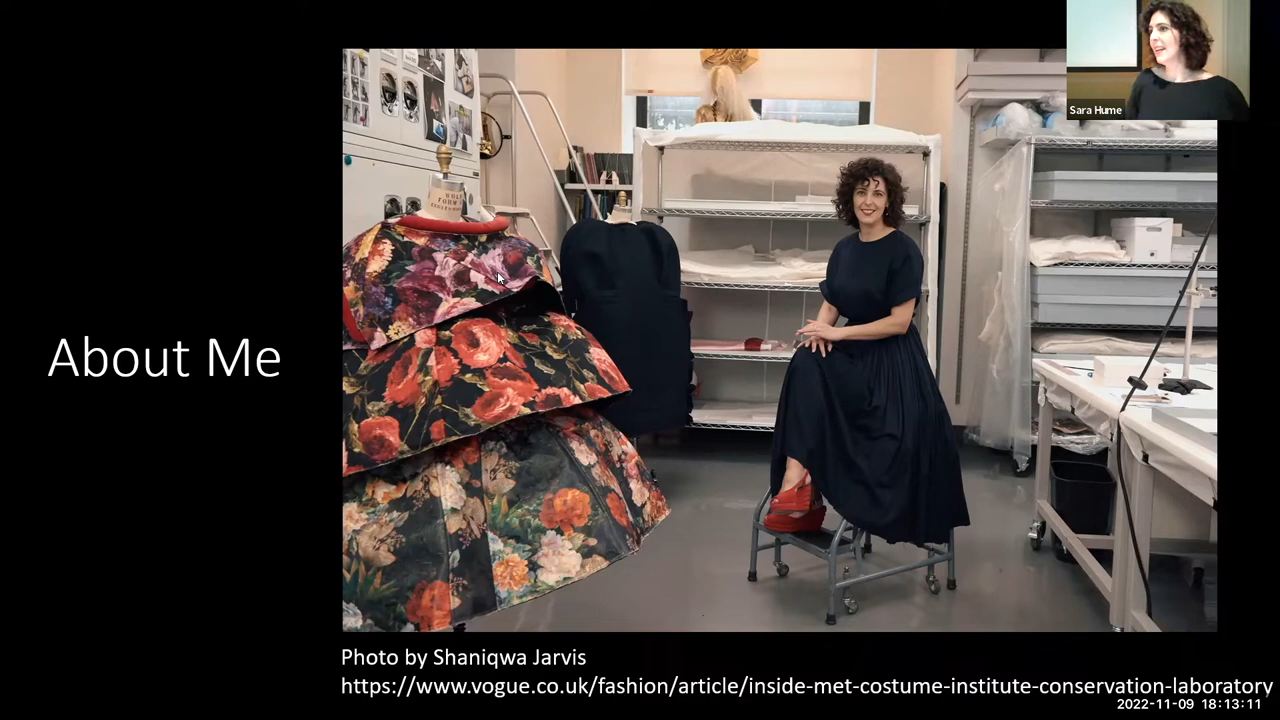 Sara Hume
About Me
Photo by Shaniqwa Jarvis
https://www.vogue.co.uk/fashion/article/inside-met-costume-institute-conservation-laboratory
2022-11-09 18:13:11